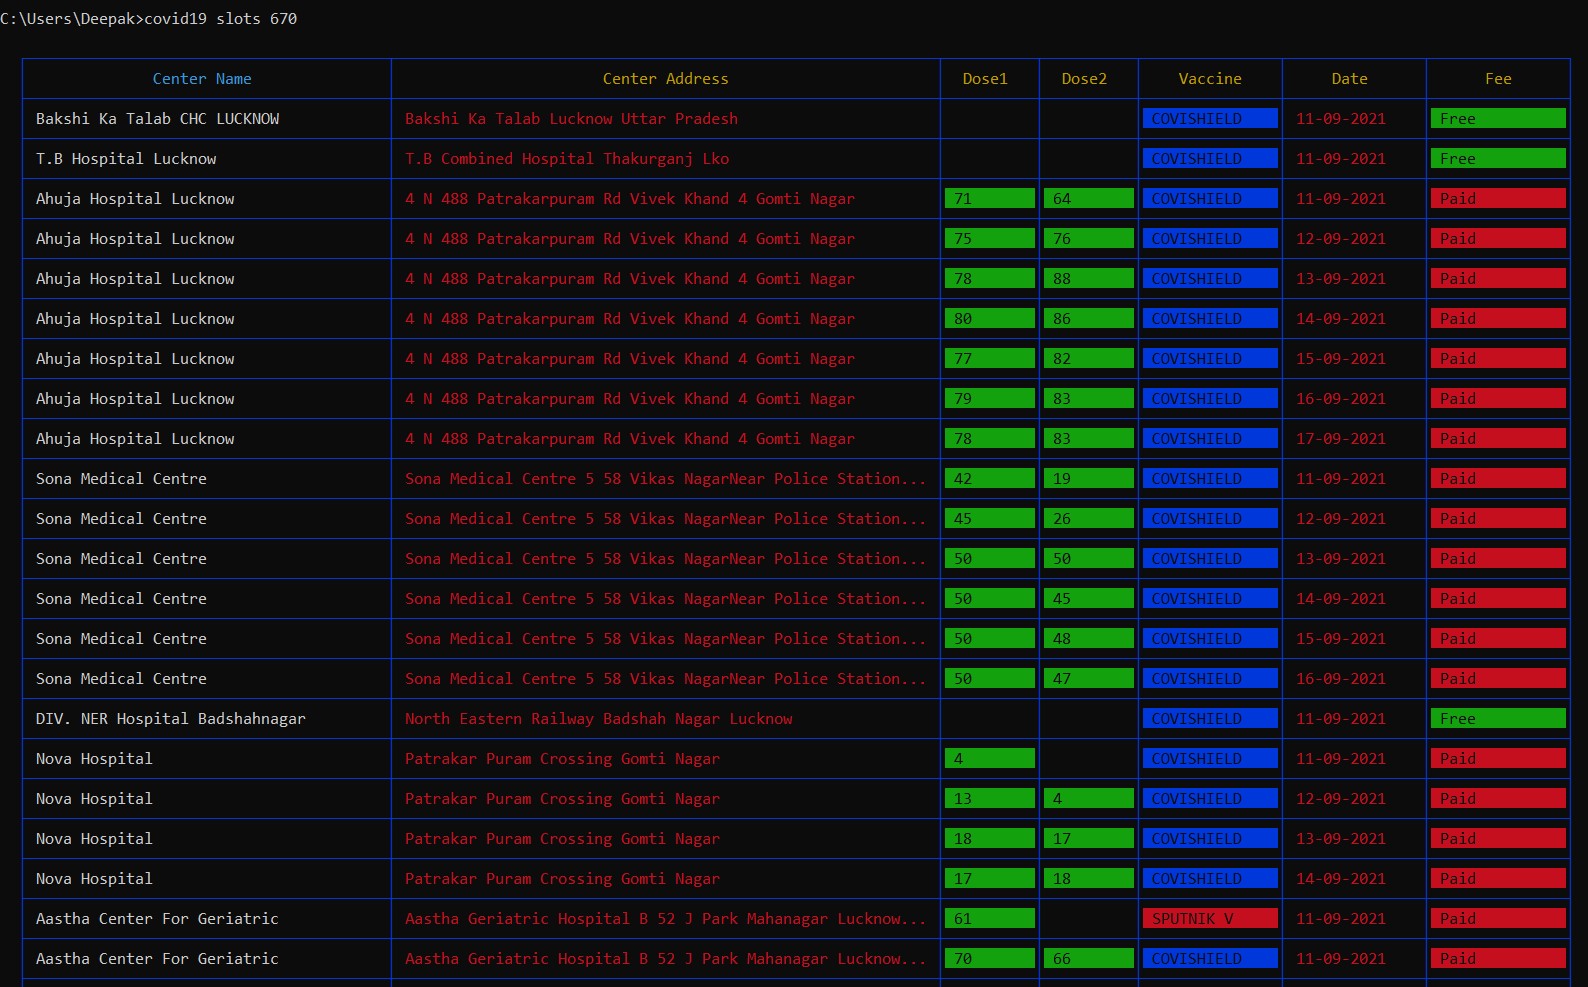 C:\Users\Deepak>covid19 slots 670
Center Name Center Address Dose1 Dose2 Vaccine Date Fee
Bakshi Ka Talab CHC LUCKNOW Bakshi Ka Talab Lucknow Uttar Pradesh COVISHIELD 11-09-2021 Free
T.B Hospital Lucknow T.B Combined Hospital Thakurganj Lko COVISHIELD 11-09-2021 Free
Ahuja Hospital Lucknow 4 N 488 Patrakarpuram Rd Vivek Khand 4 Gomti Nagar 71 64 COVISHIELD 11-09-2021 Paid
Ahuja Hospital Lucknow 4 N 488 Patrakarpuram Rd Vivek Khand 4 Gomti Nagar 75 76 COVISHIELD 12-09-2021 Paid
Ahuja Hospital Lucknow 4 N 488 Patrakarpuram Rd Vivek Khand 4 Gomti Nagar 78 88 COVISHIELD 13-09-2021 Paid
Ahuja Hospital Lucknow 4 N 488 Patrakarpuram Rd Vivek Khand 4 Gomti Nagar 80 86 COVISHIELD 14-09-2021 Paid
Ahuja Hospital Lucknow 4 N 488 Patrakarpuram Rd Vivek Khand 4 Gomti Nagar 77 82 COVISHIELD 15-09-2021 Paid
Ahuja Hospital Lucknow 4 N 488 Patrakarpuram Rd Vivek Khand 4 Gomti Nagar 79 83 COVISHIELD 16-09-2021 Paid
Ahuja Hospital Lucknow 4 N 488 Patrakarpuram Rd Vivek Khand 4 Gomti Nagar 78 83 COVISHIELD 17-09-2021 Paid
Sona Medical Centre Sona Medical Centre 5 58 Vikas NagarNear Police Station... 42 19 COVISHIELD 11-09-2021 Paid
Sona Medical Centre Sona Medical Centre 5 58 Vikas NagarNear Police Station... 45 26 COVISHIELD 12-09-2021 Paid
Sona Medical Centre Sona Medical Centre 5 58 Vikas NagarNear Police Station... 50 50 COVISHIELD 13-09-2021 Paid
Sona Medical Centre Sona Medical Centre 5 58 Vikas NagarNear Police Station... 50 45 COVISHIELD 14-09-2021 Paid
Sona Medical Centre Sona Medical Centre 5 58 Vikas NagarNear Police Station... 50 48 COVISHIELD 15-09-2021 Paid
Sona Medical Centre Sona Medical Centre 5 58 Vikas NagarNear Police Station... 50 47 COVISHIELD 16-09-2021 Paid
DIV. NER Hospital Badshahnagar North Eastern Railway Badshah Nagar Lucknow COVISHIELD 11-09-2021 Free
Nova Hospital Patrakar Puram Crossing Gomti Nagar 4 COVISHIELD 11-09-2021 Paid
Nova Hospital Patrakar Puram Crossing Gomti Nagar 13 4 COVISHIELD 12-09-2021 Paid
Nova Hospital Patrakar Puram Crossing Gomti Nagar 18 17 COVISHIELD 13-09-2021 Paid
Nova Hospital Patrakar Puram Crossing Gomti Nagar 17 18 COVISHIELD 14-09-2021 Paid
Aastha Center For Geriatric Aastha Geriatric Hospital B 52 J Park Mahanagar Lucknow... 61 SPUTNIK V 11-09-2021 Paid
Aastha Center For Geriatric Aastha Geriatric Hospital B 52 J Park Mahanagar Lucknow... 70 66 COVISHIELD 11-09-2021 Paid